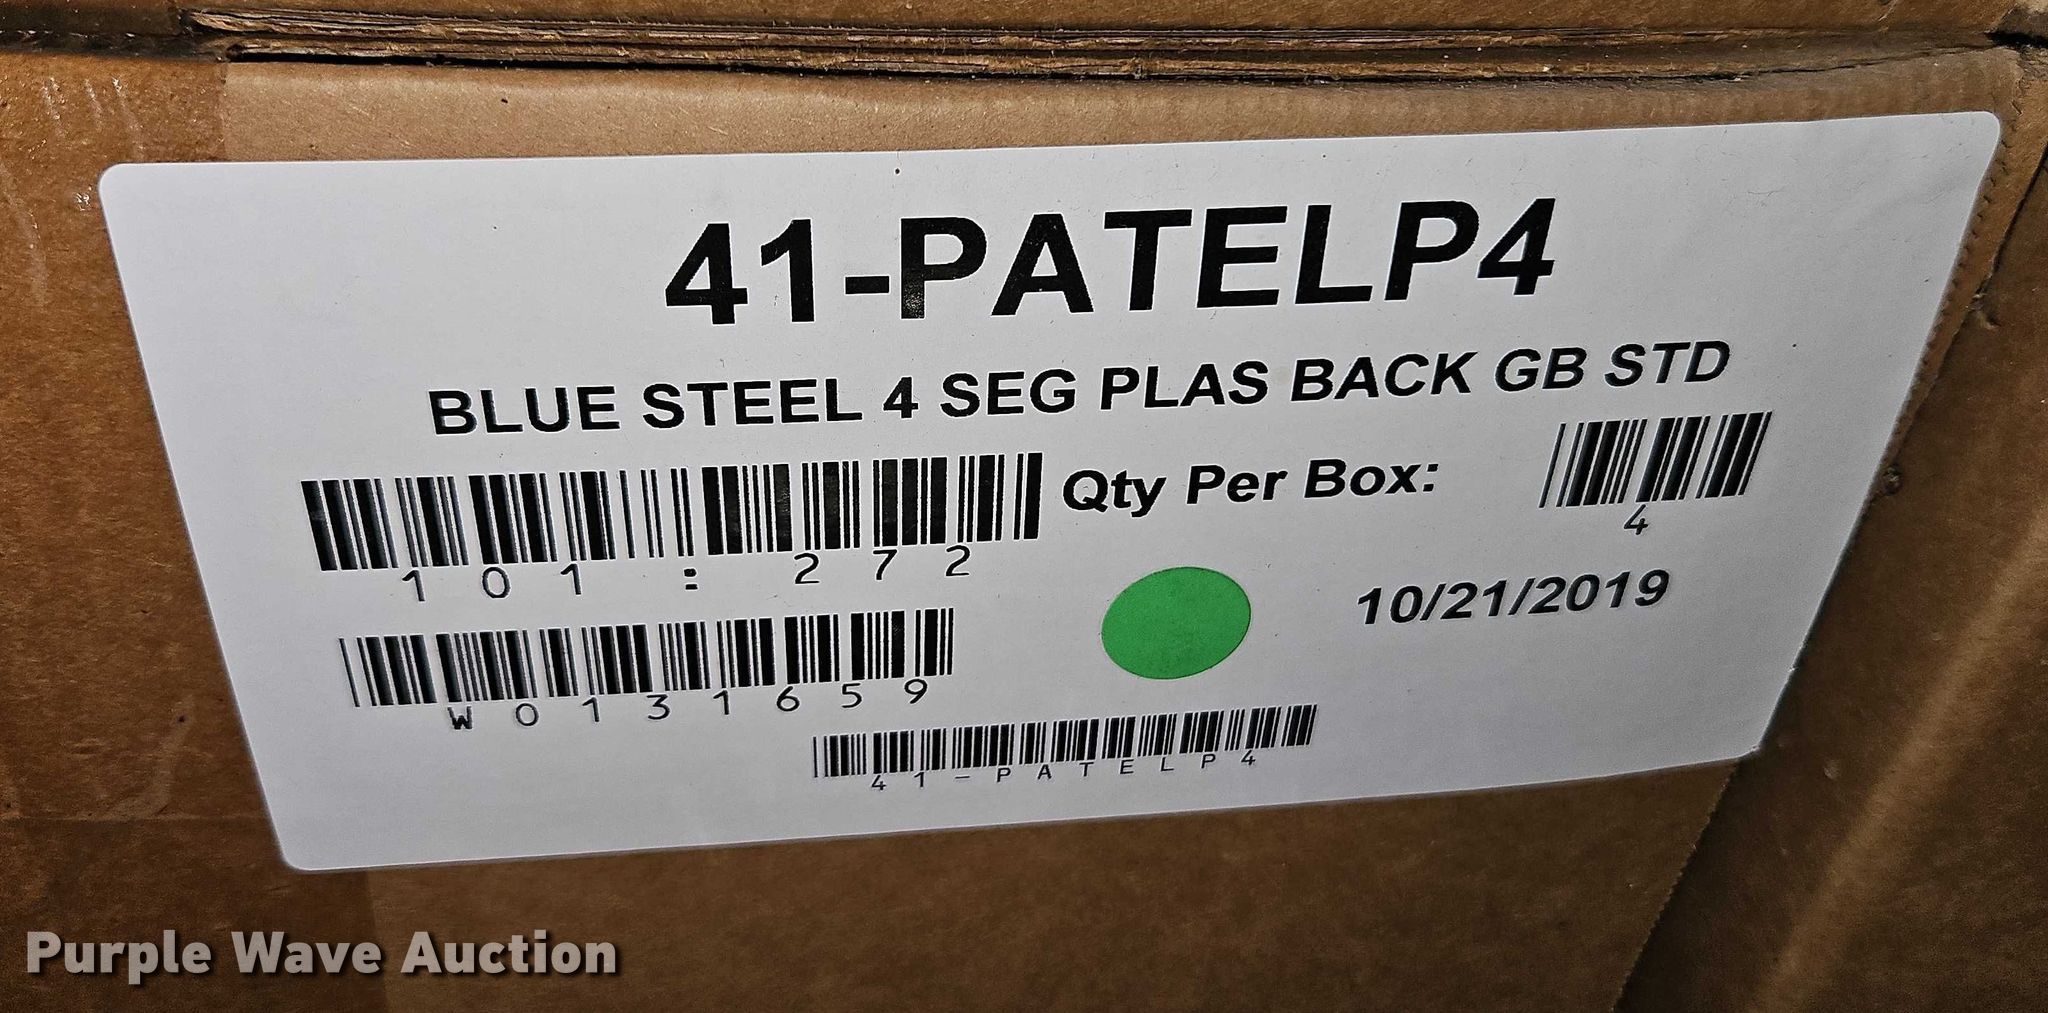 41-PATELP4
BLUE STEEL 4 SEG PLAS BACK GB STD
Qty Per Box:
4
101:272
10/21/2019
W0131659
41-PATELP4
Purple Wave Auction